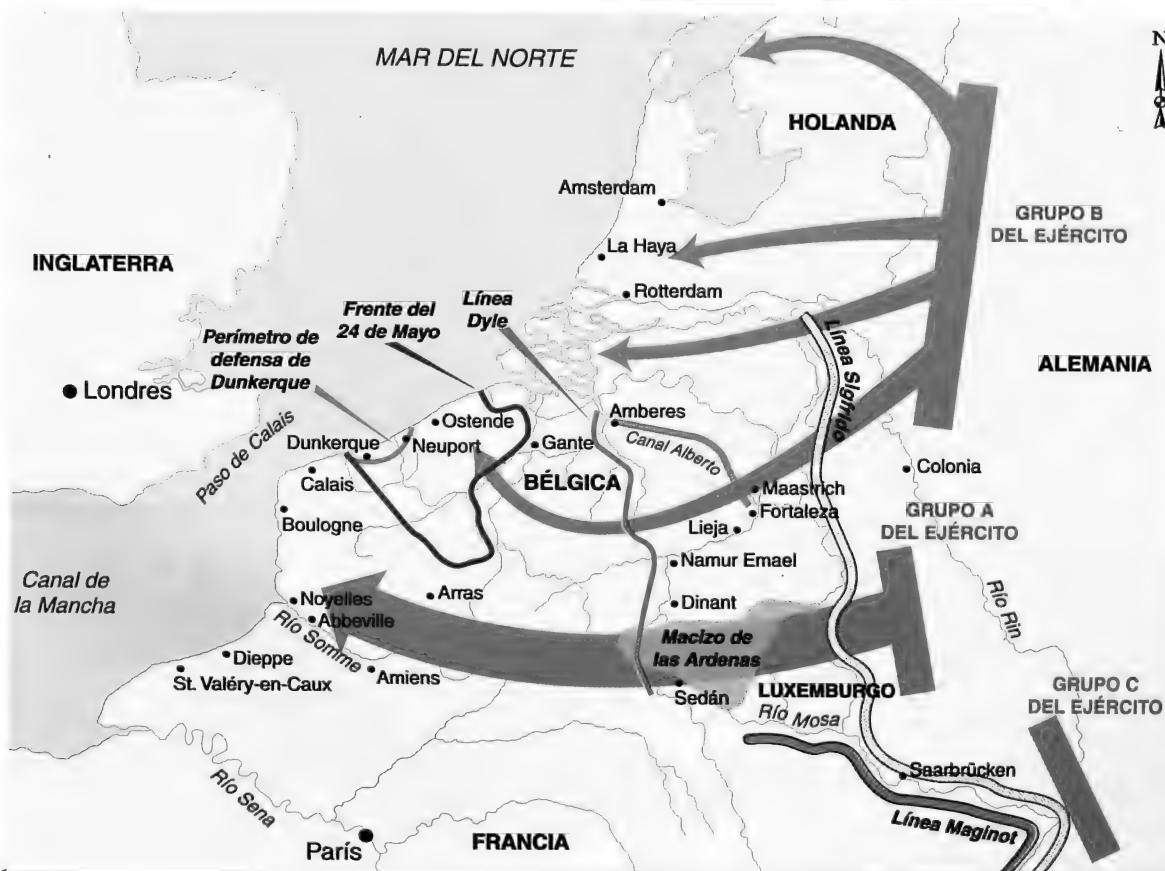 N
MAR DEL NORTE
HOLANDA
Amsterdam
GRUPO B
DEL EJÉRCITO
La Haya
INGLATERRA
Rotterdam
Línea
Dyle
Frente del
24 de Mayo
Perímetro de
defensa de
Dunkerque
Línea Sigfrido
ALEMANIA
Londres
Paso de Calais
Ostende
Amberes
Dunkerque
Neuport
Gante
Canal Alberto
Calais
BÉLGICA
Colonia
Maastrich
Boulogne
Fortaleza
GRUPO A
DEL EJÉRCITO
Lieja
Namur Emael
Canal de
la Mancha
Noyelles
Arras
Dinant
Río Rin
Abbeville
Río Somme
Macizo de
las Ardenas
Dieppe
St. Valéry-en-Caux
Amiens
Sedán
LUXEMBURGO
GRUPO C
DEL EJÉRCITO
Río Mosa
Saarbrücken
Río Sena
Línea Maginot
París
FRANCIA